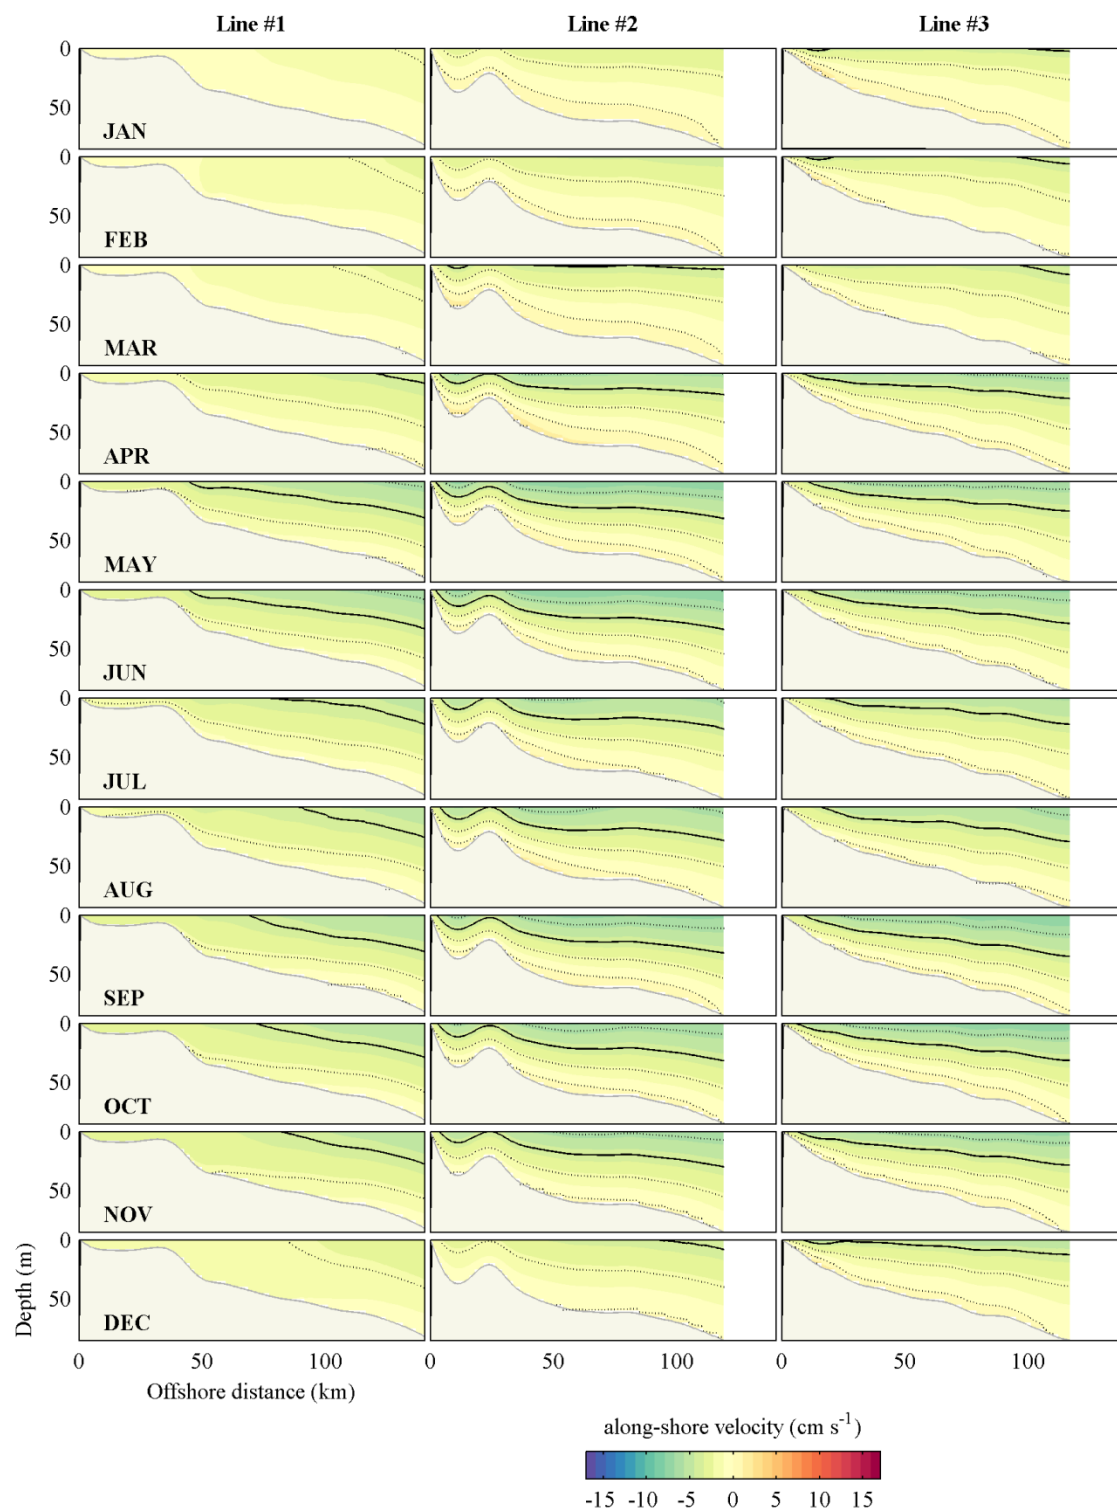 Line #1 Line #2 Line #3
0
50
JAN
0
50
FEB
0
50
MAR
0
50
APR
0
50
MAY
0
50
JUN
0
50
JUL
0
50
AUG
0
50
SEP
0
50
OCT
0
50
NOV
0
50
DEC
Depth (m)
0 50 100 0 50 100 0 50 100
Offshore distance (km)
along-shore velocity (cm s⁻¹)
-15 -10 -5 0 5 10 15